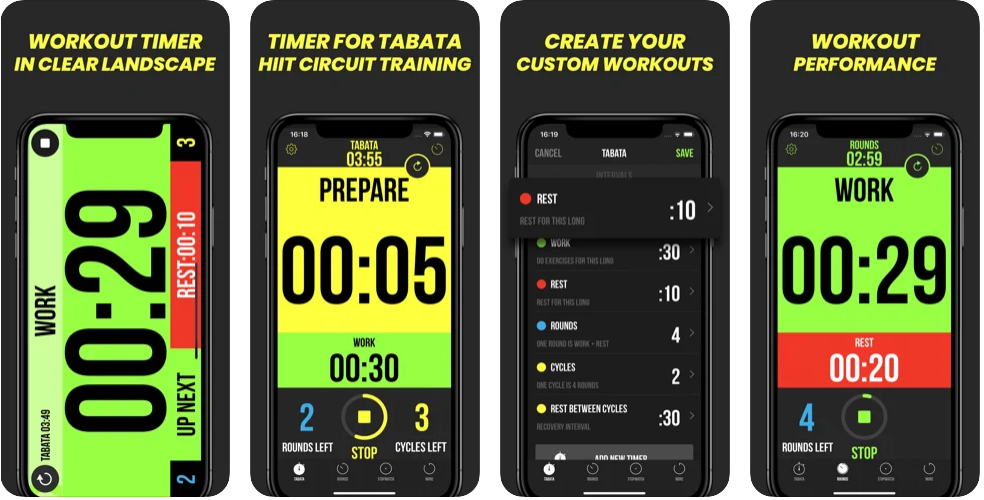 WORKOUT TIMER
IN CLEAR LANDSCAPE
3
REST:00:10
UP NEXT
2
00:29
WORK
TABATA 03:49
TIMER FOR TABATA
HIIT CIRCUIT TRAINING
16:18
TABATA
03:55
PREPARE
00:05
WORK
00:30
2
3
ROUNDS LEFT
CYCLES LEFT
STOP
TABATA
ROUNDS
STOPWATCH
MORE
CREATE YOUR
CUSTOM WORKOUTS
16:19
CANCEL
TABATA
SAVE
INTERVALS
REST
:10
REST FOR THIS LONG
WORK
:30
DO EXERCISES FOR THIS LONG
REST
:10
REST FOR THIS LONG
ROUNDS
4
ONE ROUND IS WORK + REST
CYCLES
2
ONE CYCLE IS 4 ROUNDS
REST BETWEEN CYCLES
:30
RECOVERY INTERVAL
ADD NEW TIMER
TABATA
ROUNDS
STOPWATCH
MORE
WORKOUT
PERFORMANCE
16:20
ROUNDS
02:59
WORK
00:29
REST
00:20
4
ROUNDS LEFT
STOP
TABATA
ROUNDS
STOPWATCH
MORE